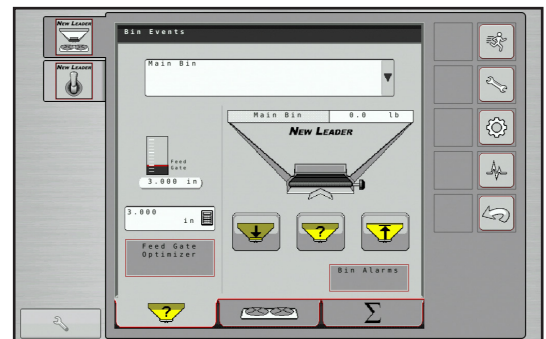 NEW LEADER
NEW LEADER
Bin Events
Main Bin
Main Bin 0.0 lb
NEW LEADER
Feed
Gate
3.000 in
3.000
in
Feed Gate
Optimizer
?
Bin Alarms
?
Σ